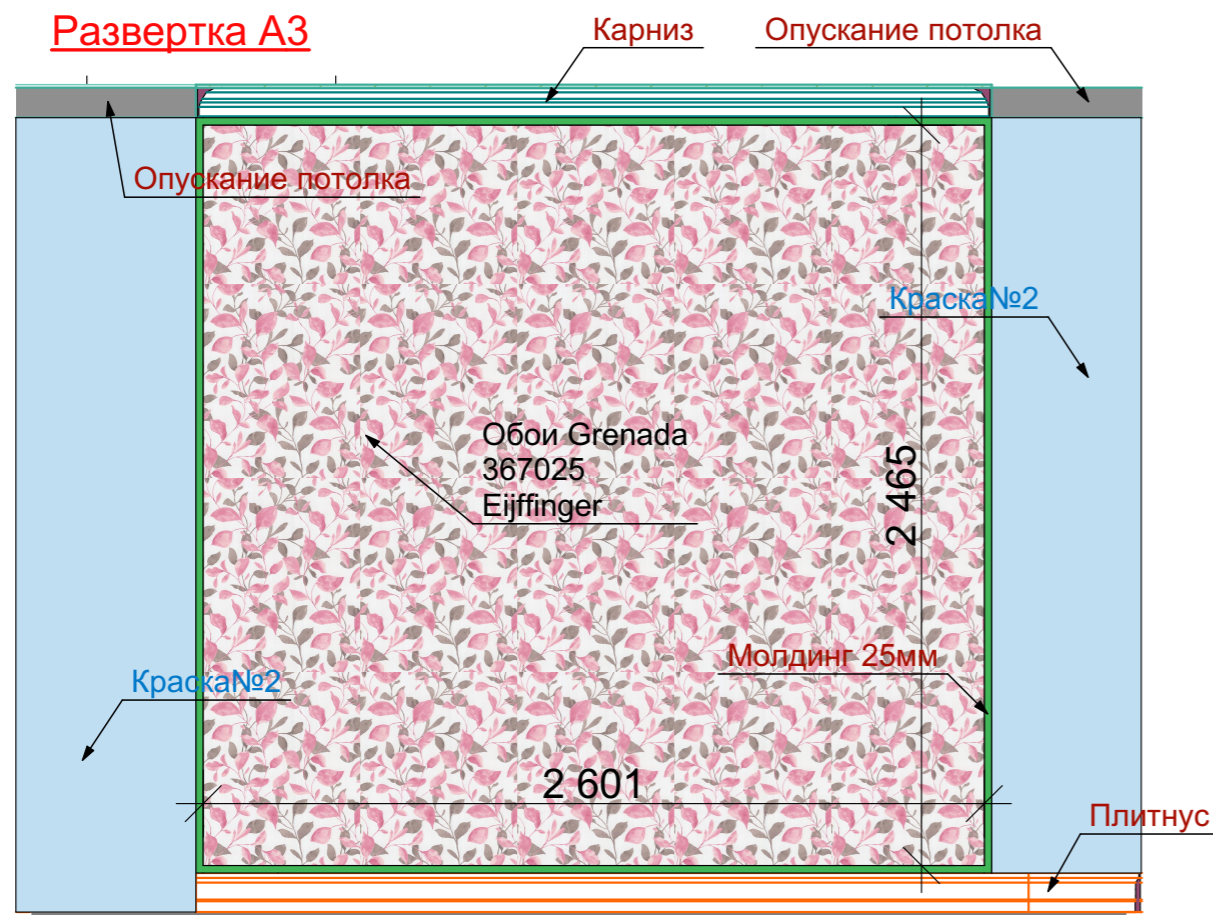 Развертка А3
Карниз
Опускание потолка
Опускание потолка
Краска№2
Обои Grenada
367025
Eijffinger
2 465
Молдинг 25мм
Краска№2
2 601
Плитнус